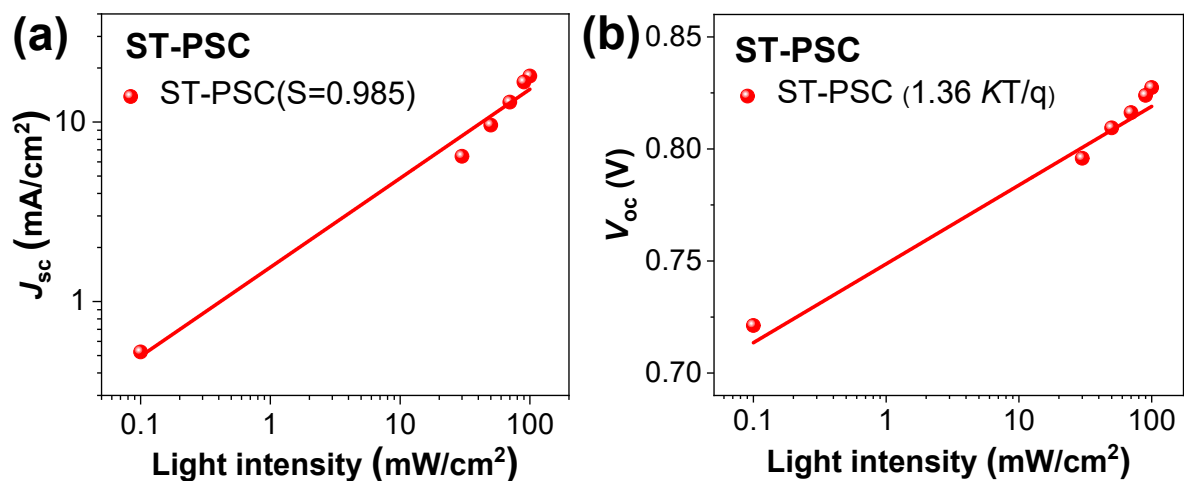 (a)
ST-PSC
ST-PSC(S=0.985)
10
1
J_sc (mA/cm²)
0.1
1
10
100
Light intensity (mW/cm²)
(b)
ST-PSC
ST-PSC (1.36 KT/q)
0.85
0.80
0.75
0.70
V_oc (V)
0.1
1
10
100
Light intensity (mW/cm²)